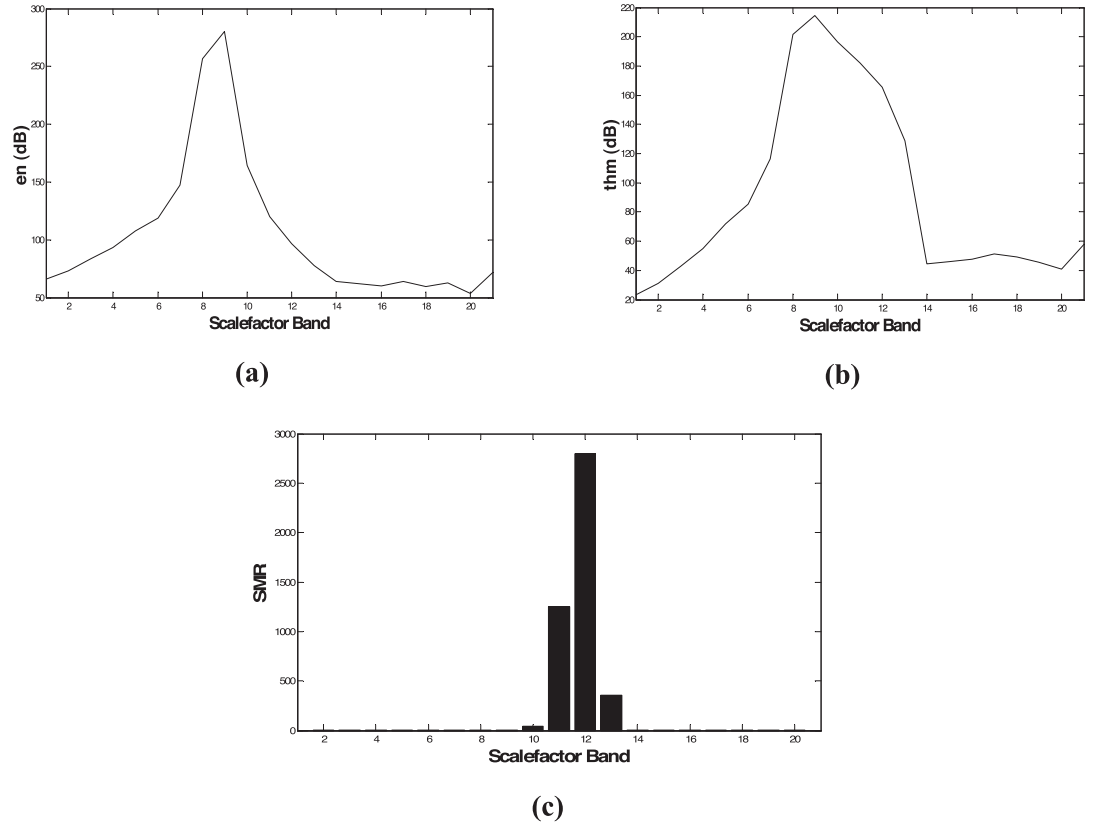 300
250
200
150
100
50
en (dB)
2 4 6 8 10 12 14 16 18 20
Scalefactor Band
(a)
220
200
180
160
140
120
100
80
60
40
20
thm (dB)
2 4 6 8 10 12 14 16 18 20
Scalefactor Band
(b)
3000
2500
2000
1500
1000
500
0
SMR
2 4 6 8 10 12 14 16 18 20
Scalefactor Band
(c)